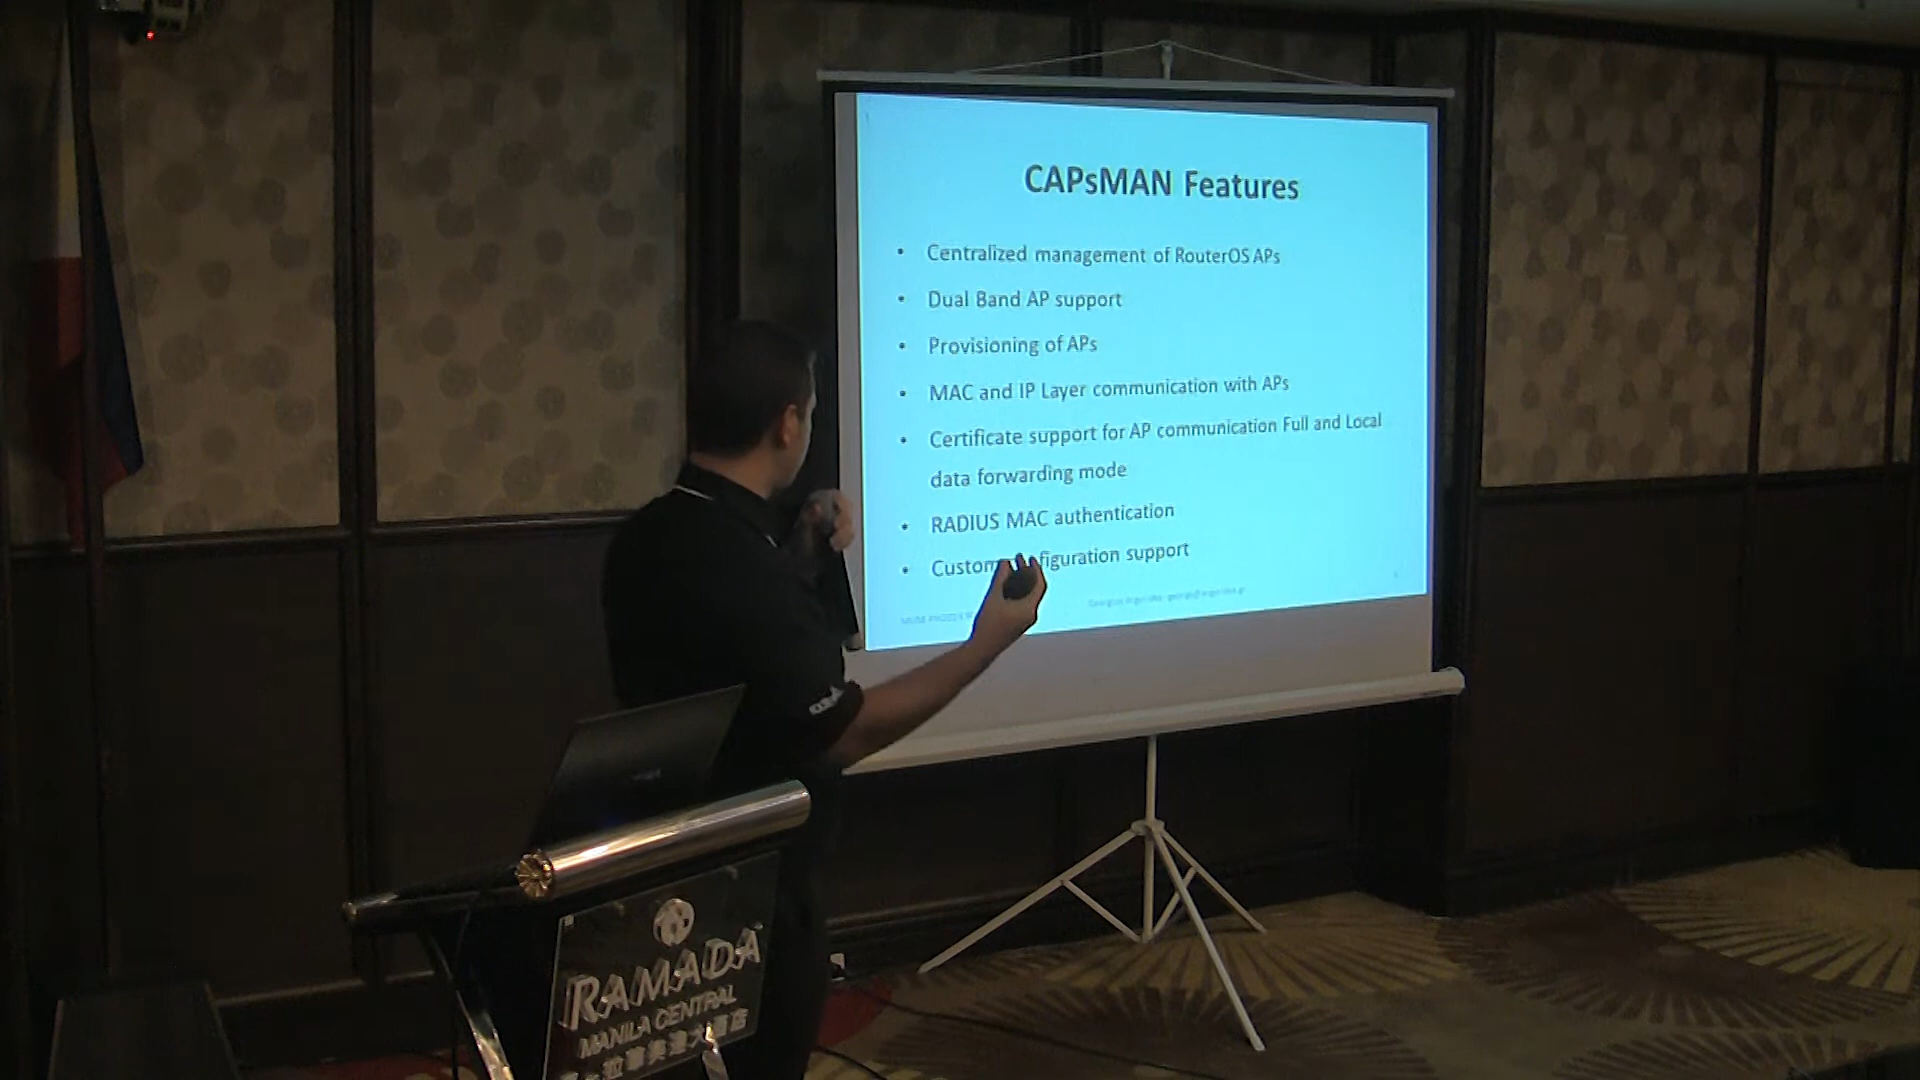 CAPsMAN Features
• Centralized management of RouterOS APs
• Dual Band AP support
• Provisioning of APs
• MAC and IP Layer communication with APs
• Certificate support for AP communication Full and Local
data forwarding mode
• RADIUS MAC authentication
• Custom figuration support
RAMADA
MANILA CENTRAL